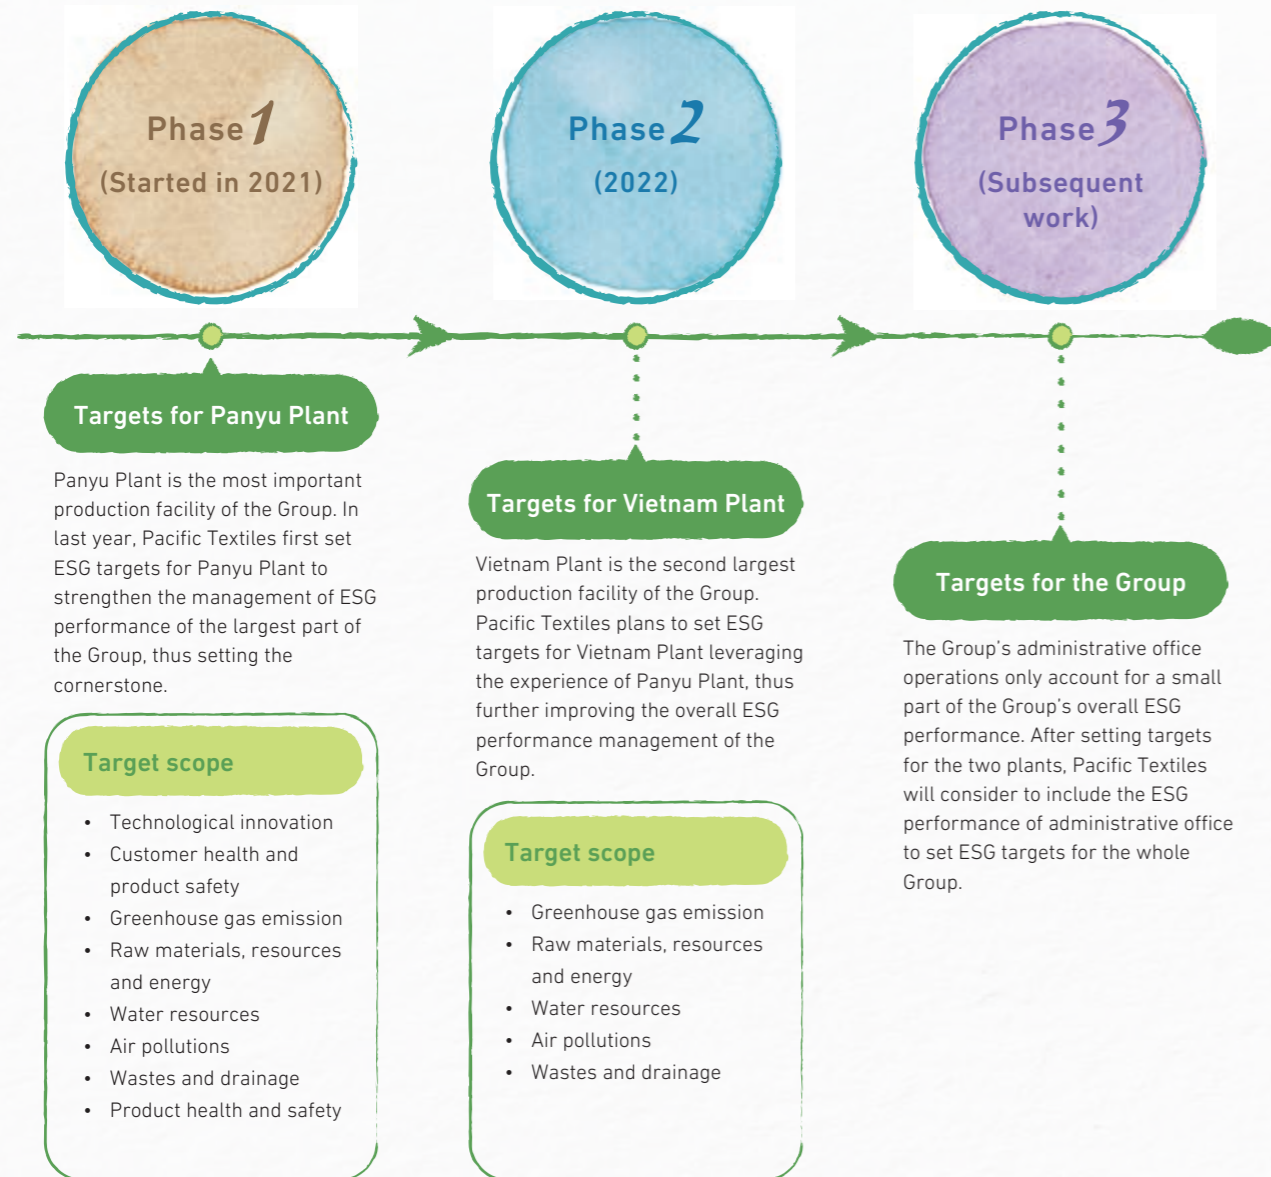 Phase 1
(Started in 2021)
Targets for Panyu Plant
Panyu Plant is the most important
production facility of the Group. In
last year, Pacific Textiles first set
ESG targets for Panyu Plant to
strengthen the management of ESG
performance of the largest part of
the Group, thus setting the
cornerstone.
Target scope
• Technological innovation
• Customer health and
product safety
• Greenhouse gas emission
• Raw materials, resources
and energy
• Water resources
• Air pollutions
• Wastes and drainage
• Product health and safety
Phase 2
(2022)
Targets for Vietnam Plant
Vietnam Plant is the second largest
production facility of the Group.
Pacific Textiles plans to set ESG
targets for Vietnam Plant leveraging
the experience of Panyu Plant, thus
further improving the overall ESG
performance management of the
Group.
Target scope
• Greenhouse gas emission
• Raw materials, resources
and energy
• Water resources
• Air pollutions
• Wastes and drainage
Phase 3
(Subsequent
work)
Targets for the Group
The Group's administrative office
operations only account for a small
part of the Group's overall ESG
performance. After setting targets
for the two plants, Pacific Textiles
will consider to include the ESG
performance of administrative office
to set ESG targets for the whole
Group.